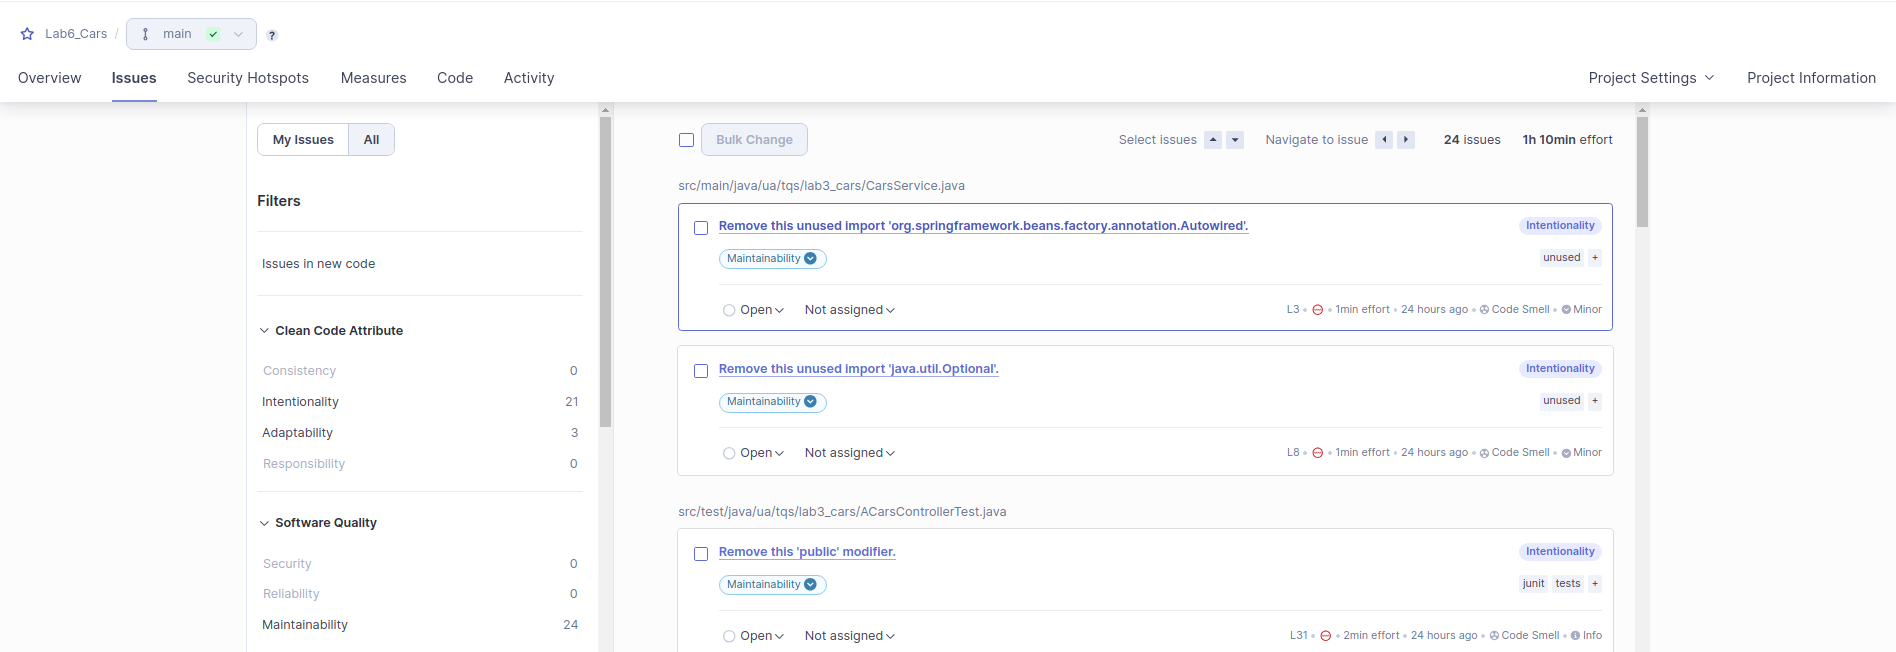 Lab6_Cars / main ?
Overview Issues Security Hotspots Measures Code Activity Project Settings Project Information
My Issues All
Filters
Issues in new code
Clean Code Attribute
Consistency 0
Intentionality 21
Adaptability 3
Responsibility 0
Software Quality
Security 0
Reliability 0
Maintainability 24
Bulk Change Select issues Navigate to issue 24 issues 1h 10min effort
src/main/java/ua/tqs/lab3_cars/CarsService.java
Remove this unused import 'org.springframework.beans.factory.annotation.Autowired'. Intentionality
Maintainability unused +
Open Not assigned L3 • • 1min effort • 24 hours ago • Code Smell • Minor
Remove this unused import 'java.util.Optional'. Intentionality
Maintainability unused +
Open Not assigned L8 • • 1min effort • 24 hours ago • Code Smell • Minor
src/test/java/ua/tqs/lab3_cars/ACarsControllerTest.java
Remove this 'public' modifier. Intentionality
Maintainability junit tests +
Open Not assigned L31 • • 2min effort • 24 hours ago • Code Smell • Info